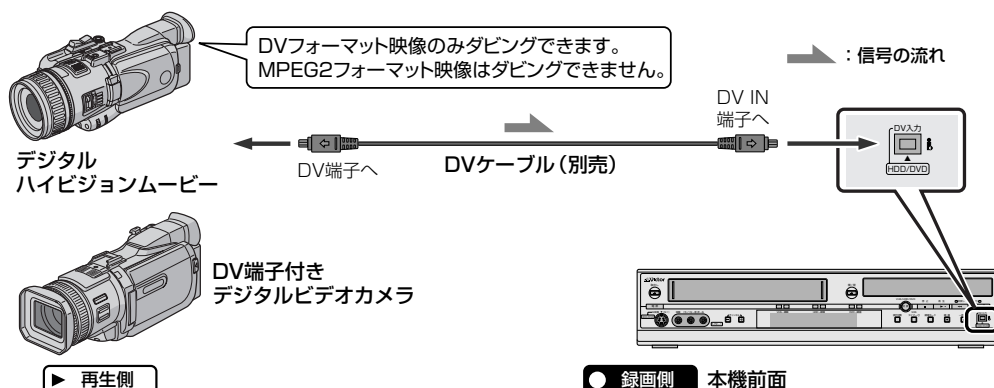 DVフォーマット映像のみダビングできます。
MPEG2フォーマット映像はダビングできません。
：信号の流れ
DV IN
端子へ
DV入力
HDD/DVD
DV端子へ
DVケーブル（別売）
デジタル
ハイビジョンムービー
DV端子付き
デジタルビデオカメラ
Victor
再生側
録画側
本機前面